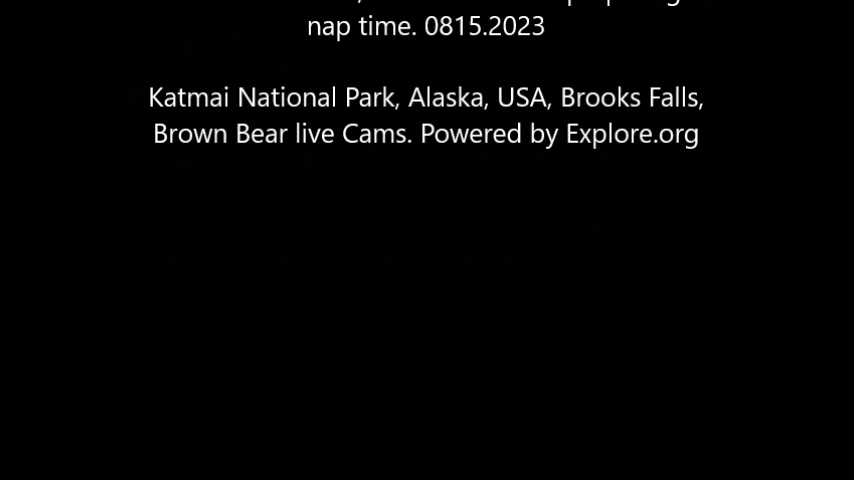 nap time. 0815.2023
Katmai National Park, Alaska, USA, Brooks Falls,
Brown Bear live Cams. Powered by Explore.org